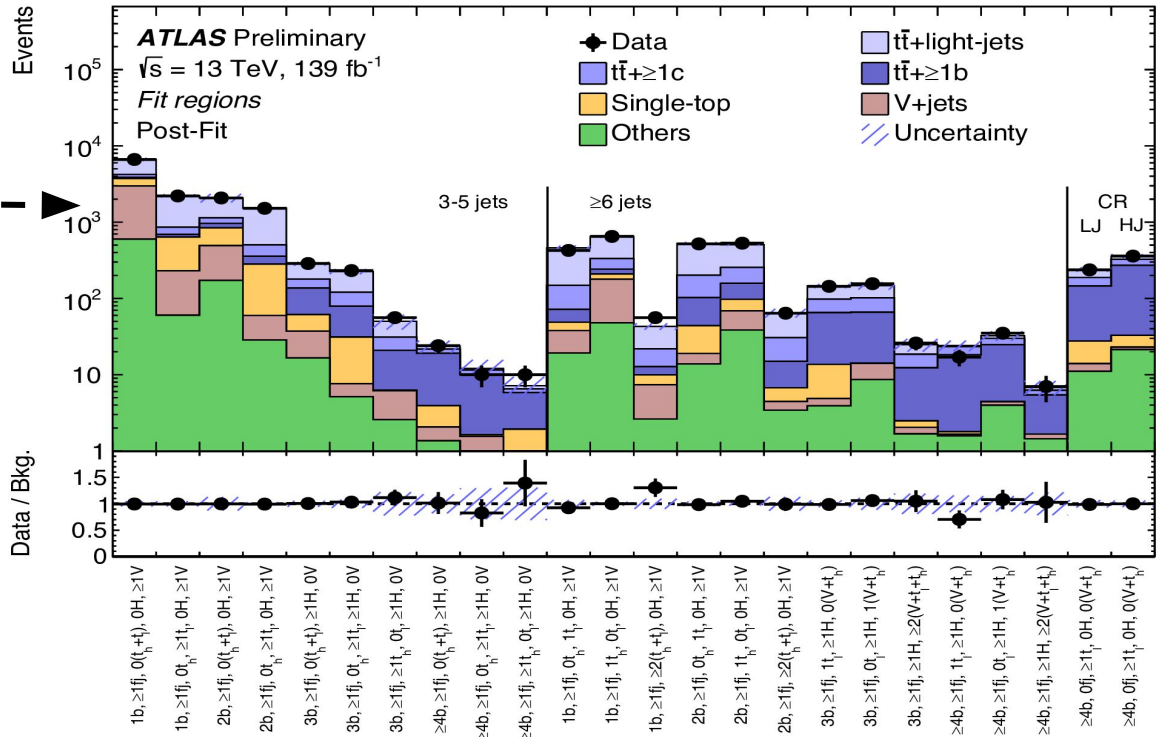 Events
ATLAS Preliminary
√s = 13 TeV, 139 fb⁻¹
Fit regions
Post-Fit
Data
tt̄+light-jets
tt̄+≥1c
tt̄+≥1b
Single-top
V+jets
Others
Uncertainty
10⁵
10⁴
10³
10²
10
1
3-5 jets
≥6 jets
CR
LJ
HJ
Data / Bkg.
1.5
1
0.5
0
1b, ≥1fj, 0(tₕ+tₗ), 0H, ≥1V
1b, ≥1fj, 0tₕ, ≥1tₗ, 0H, ≥1V
2b, ≥1fj, 0(tₕ+tₗ), 0H, ≥1V
2b, ≥1fj, 0tₕ, ≥1tₗ, 0H, ≥1V
3b, ≥1fj, 0(tₕ+tₗ), ≥1H, 0V
3b, ≥1fj, 0tₕ, ≥1tₗ, ≥1H, 0V
3b, ≥1fj, ≥1tₕ, 0tₗ, ≥1H, 0V
≥4b, ≥1fj, 0(tₕ+tₗ), ≥1H, 0V
≥4b, ≥1fj, 0tₕ, ≥1tₗ, ≥1H, 0V
≥4b, ≥1fj, ≥1tₕ, 0tₗ, ≥1H, 0V
1b, ≥1fj, 0tₕ, 1tₗ, 0H, ≥1V
1b, ≥1fj, 1tₕ, 0tₗ, 0H, ≥1V
1b, ≥1fj, ≥2(tₕ+tₗ), 0H, ≥1V
2b, ≥1fj, 0tₕ, 1tₗ, 0H, ≥1V
2b, ≥1fj, 1tₕ, 0tₗ, 0H, ≥1V
2b, ≥1fj, ≥2(tₕ+tₗ), 0H, ≥1V
3b, ≥1fj, 1tₗ, ≥1H, 0(V+tₕ)
3b, ≥1fj, 0tₗ, ≥1H, 1(V+tₕ)
3b, ≥1fj, ≥1H, ≥2(V+tₗ+tₕ)
≥4b, ≥1fj, 1tₗ, ≥1H, 0(V+tₕ)
≥4b, ≥1fj, 0tₗ, ≥1H, 1(V+tₕ)
≥4b, ≥1fj, ≥1H, ≥2(V+tₗ+tₕ)
≥4b, 0fj, ≥1tₗ, 0H, 0(V+tₕ)
≥4b, 0fj, ≥1tₗ, 0H, 0(V+tₕ)